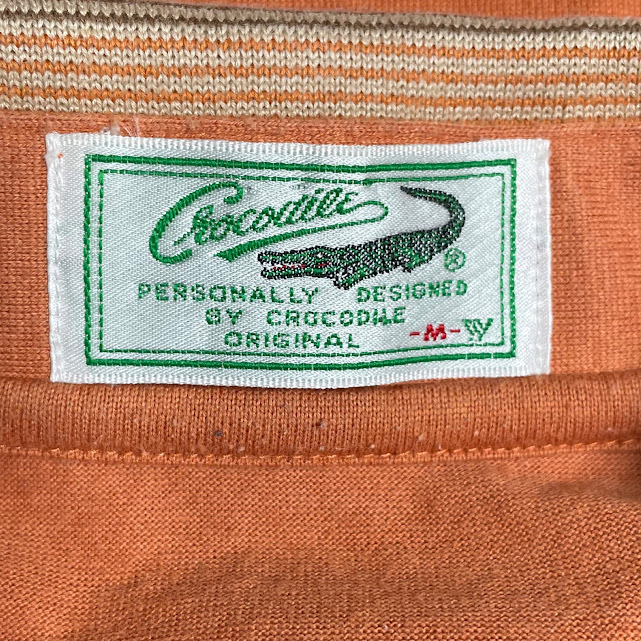 Crocodile ®
PERSONALLY DESIGNED
BY CROCODILE
ORIGINAL -M-